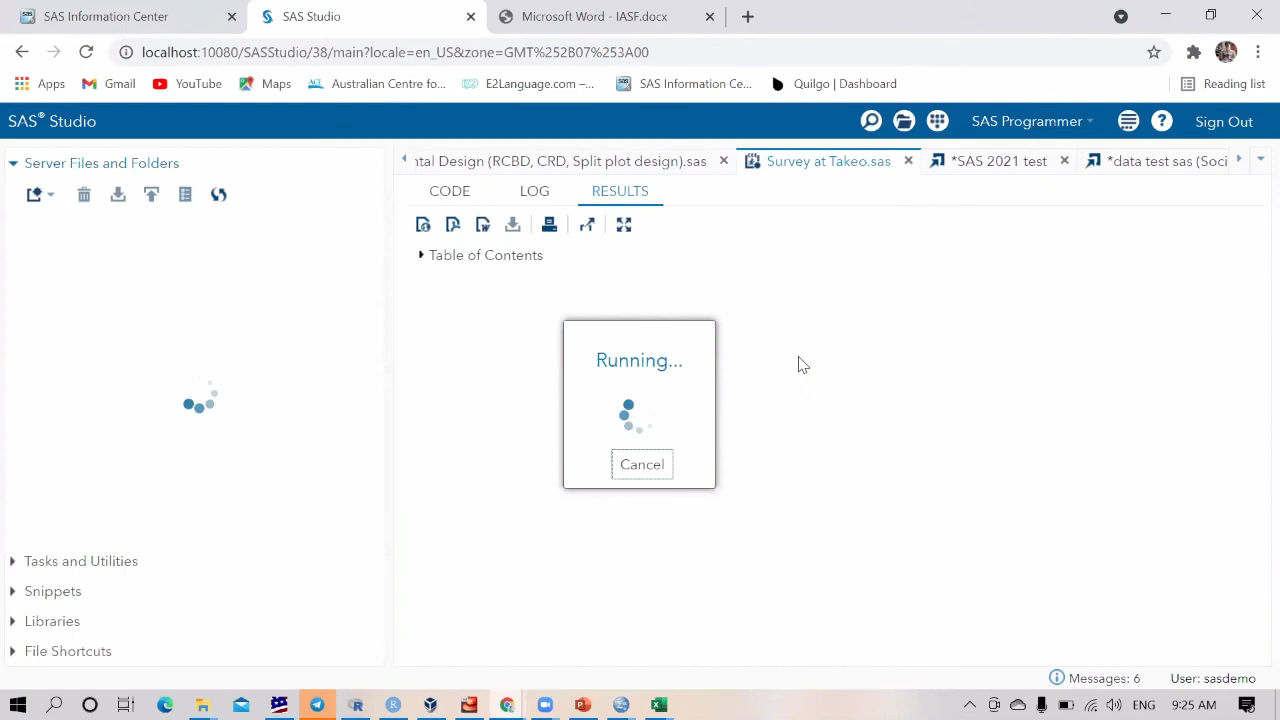 SAS Information Center
SAS Studio
Microsoft Word - IASF.docx
localhost:10080/SASStudio/38/main?locale=en_US&zone=GMT%252B07%253A00
Apps
Gmail
YouTube
Maps
Australian Centre fo...
E2Language.com –...
SAS Information Ce...
Quilgo | Dashboard
Reading list
SAS® Studio
SAS Programmer
Sign Out
Server Files and Folders
ntal Design (RCBD, CRD, Split plot design).sas
Survey at Takeo.sas
*SAS 2021 test
*data test sas (Soci
CODE
LOG
RESULTS
Table of Contents
Running...
Cancel
Tasks and Utilities
Snippets
Libraries
File Shortcuts
Messages: 6
User: sasdemo
ENG
9:25 AM